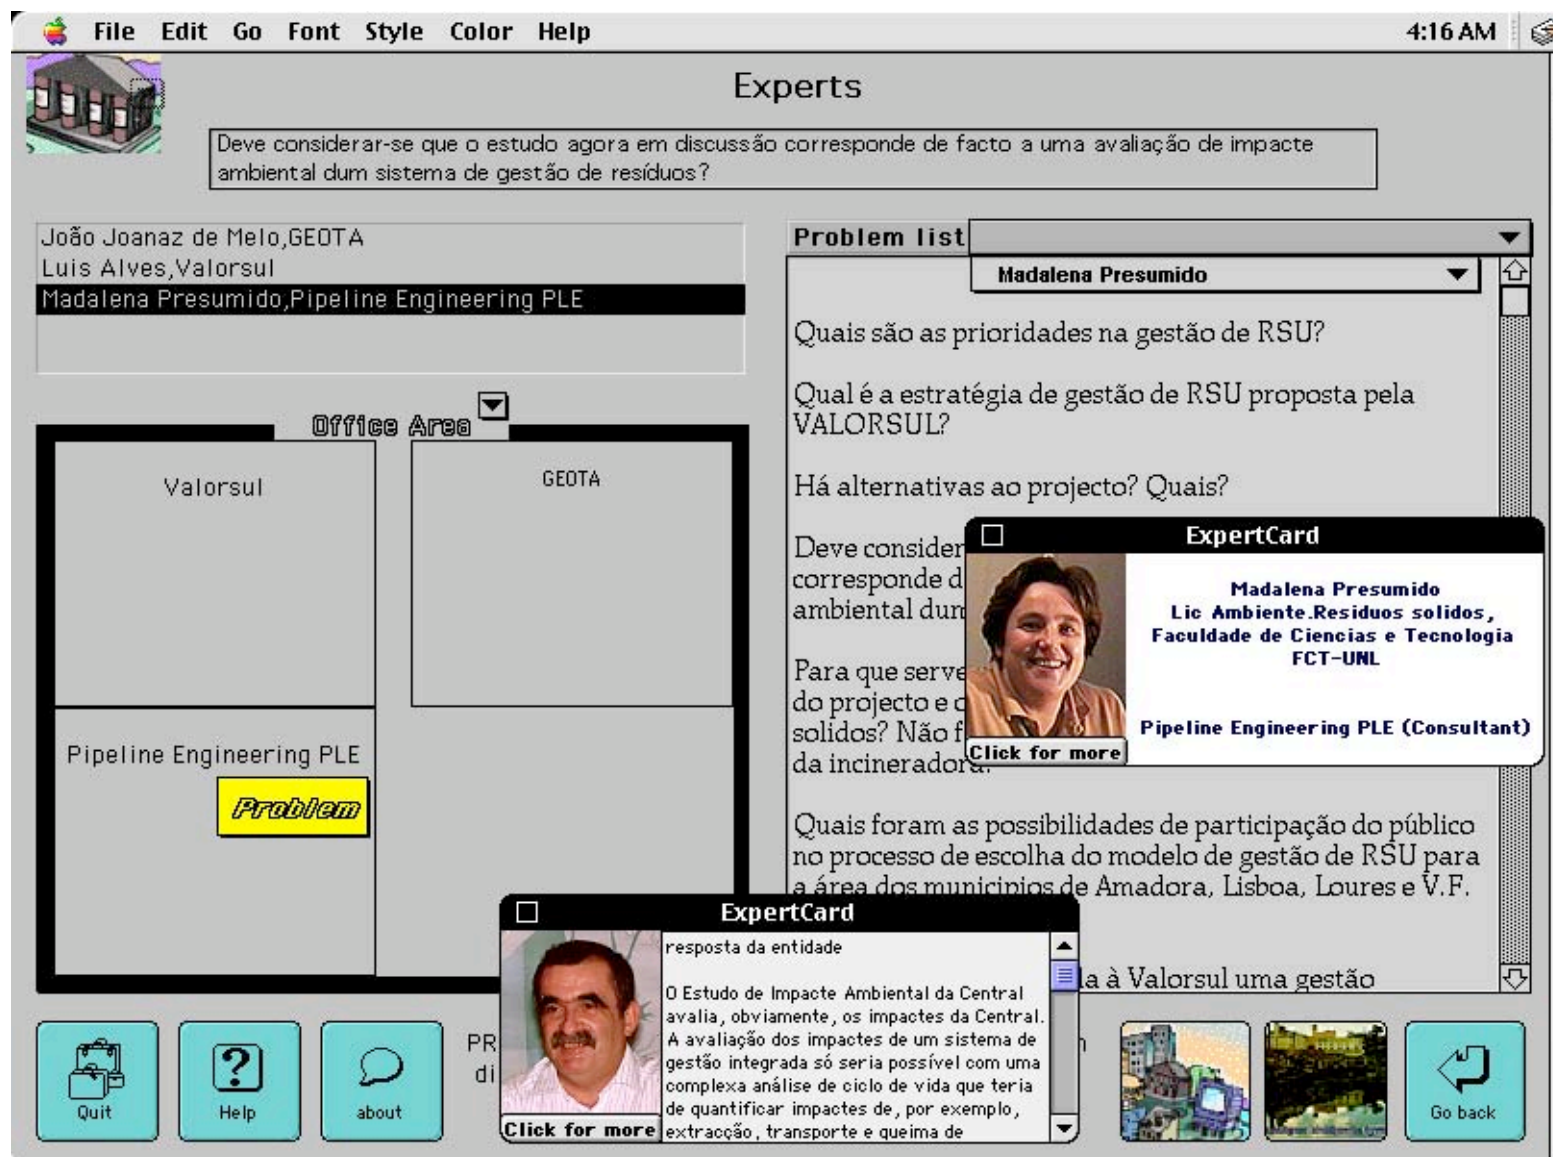 File Edit Go Font Style Color Help 4:16 AM
Experts
Deve considerar-se que o estudo agora em discussão corresponde de facto a uma avaliação de impacte
ambiental dum sistema de gestão de resíduos?
João Joanaz de Melo,GEOTA
Luis Alves,Valorsul
Madalena Presumido,Pipeline Engineering PLE
Office Area
Valorsul
GEOTA
Pipeline Engineering PLE
Problem
Problem list
Madalena Presumido
Quais são as prioridades na gestão de RSU?
Qual é a estratégia de gestão de RSU proposta pela
VALORSUL?
Há alternativas ao projecto? Quais?
Deve consider
corresponde d
ambiental dum
Para que serve
do projecto e
solidos? Não f
da incineradora?
Quais foram as possibilidades de participação do público
no processo de escolha do modelo de gestão de RSU para
a área dos municipios de Amadora, Lisboa, Loures e V.F.
la à Valorsul uma gestão
ExpertCard
Madalena Presumido
Lic Ambiente.Residuos solidos,
Faculdade de Ciencias e Tecnologia
FCT-UNL
Pipeline Engineering PLE (Consultant)
Click for more
ExpertCard
resposta da entidade
O Estudo de Impacte Ambiental da Central
avalia, obviamente, os impactes da Central.
A avaliação dos impactes de um sistema de
gestão integrada só seria possível com uma
complexa análise de ciclo de vida que teria
de quantificar impactes de, por exemplo,
extracção, transporte e queima de
Click for more
PR
di
Quit
Help
about
Go back